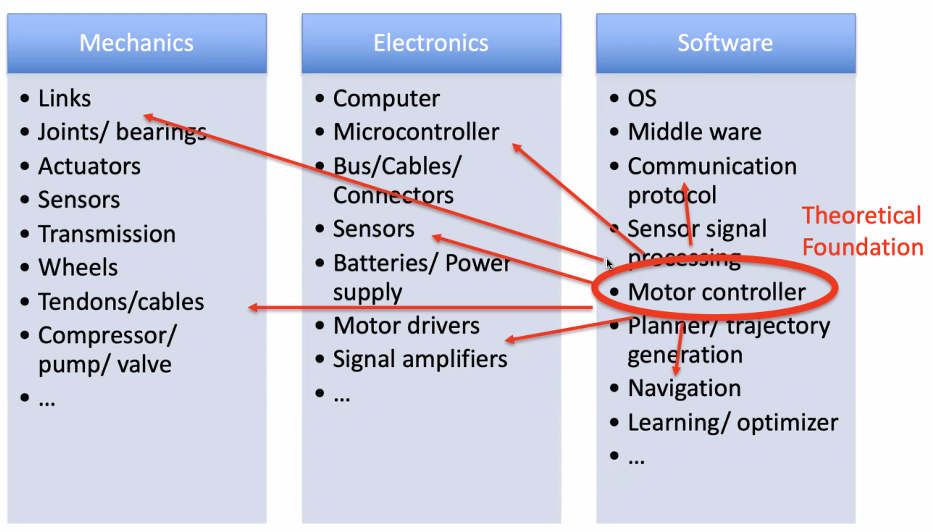 Mechanics
• Links
• Joints/ bearings
• Actuators
• Sensors
• Transmission
• Wheels
• Tendons/cables
• Compressor/
pump/ valve
• ...
Electronics
• Computer
• Microcontroller
• Bus/Cables/
Connectors
• Sensors
• Batteries/ Power
supply
• Motor drivers
• Signal amplifiers
• ...
Software
• OS
• Middle ware
• Communication
protocol
• Sensor signal
processing
• Motor controller
• Planner/ trajectory
generation
• Navigation
• Learning/ optimizer
• ...
Theoretical
Foundation